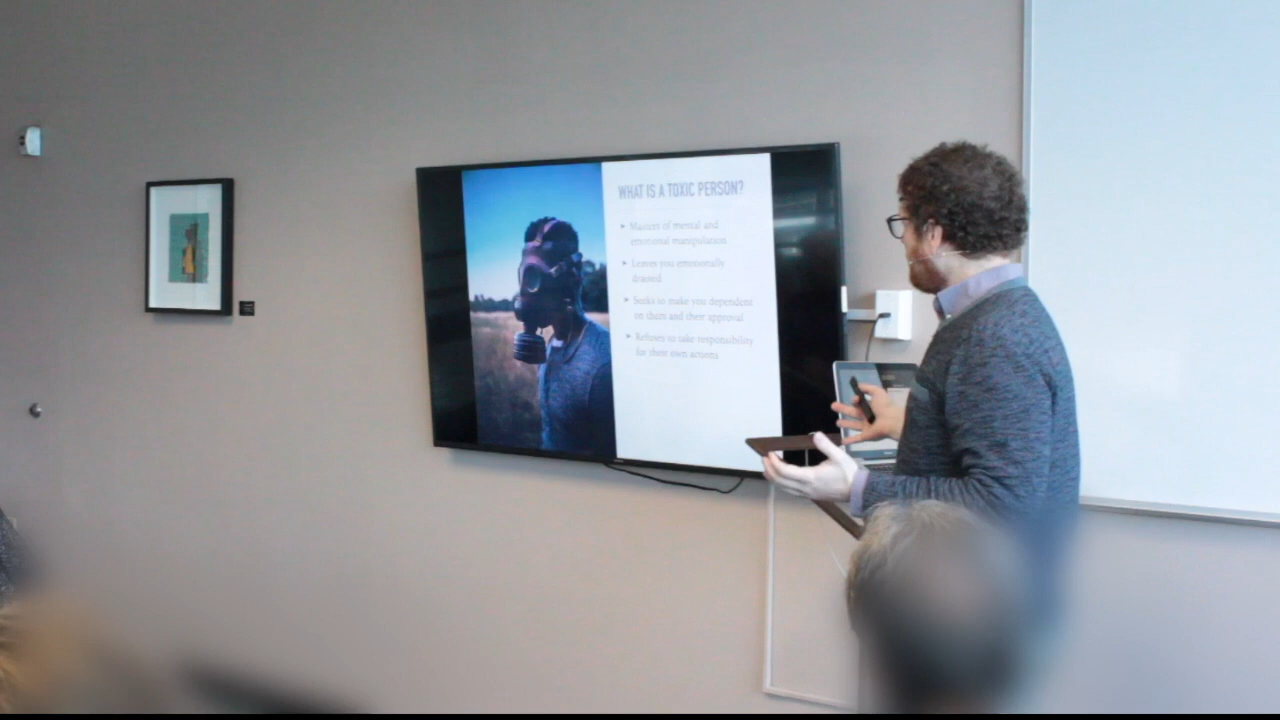 WHAT IS A TOXIC PERSON?
➤ Masters of mental and
emotional manipulation
➤ Leaves you emotionally
drained
➤ Seeks to make you dependent
on them and their approval
➤ Refuses to take responsibility
for their own actions